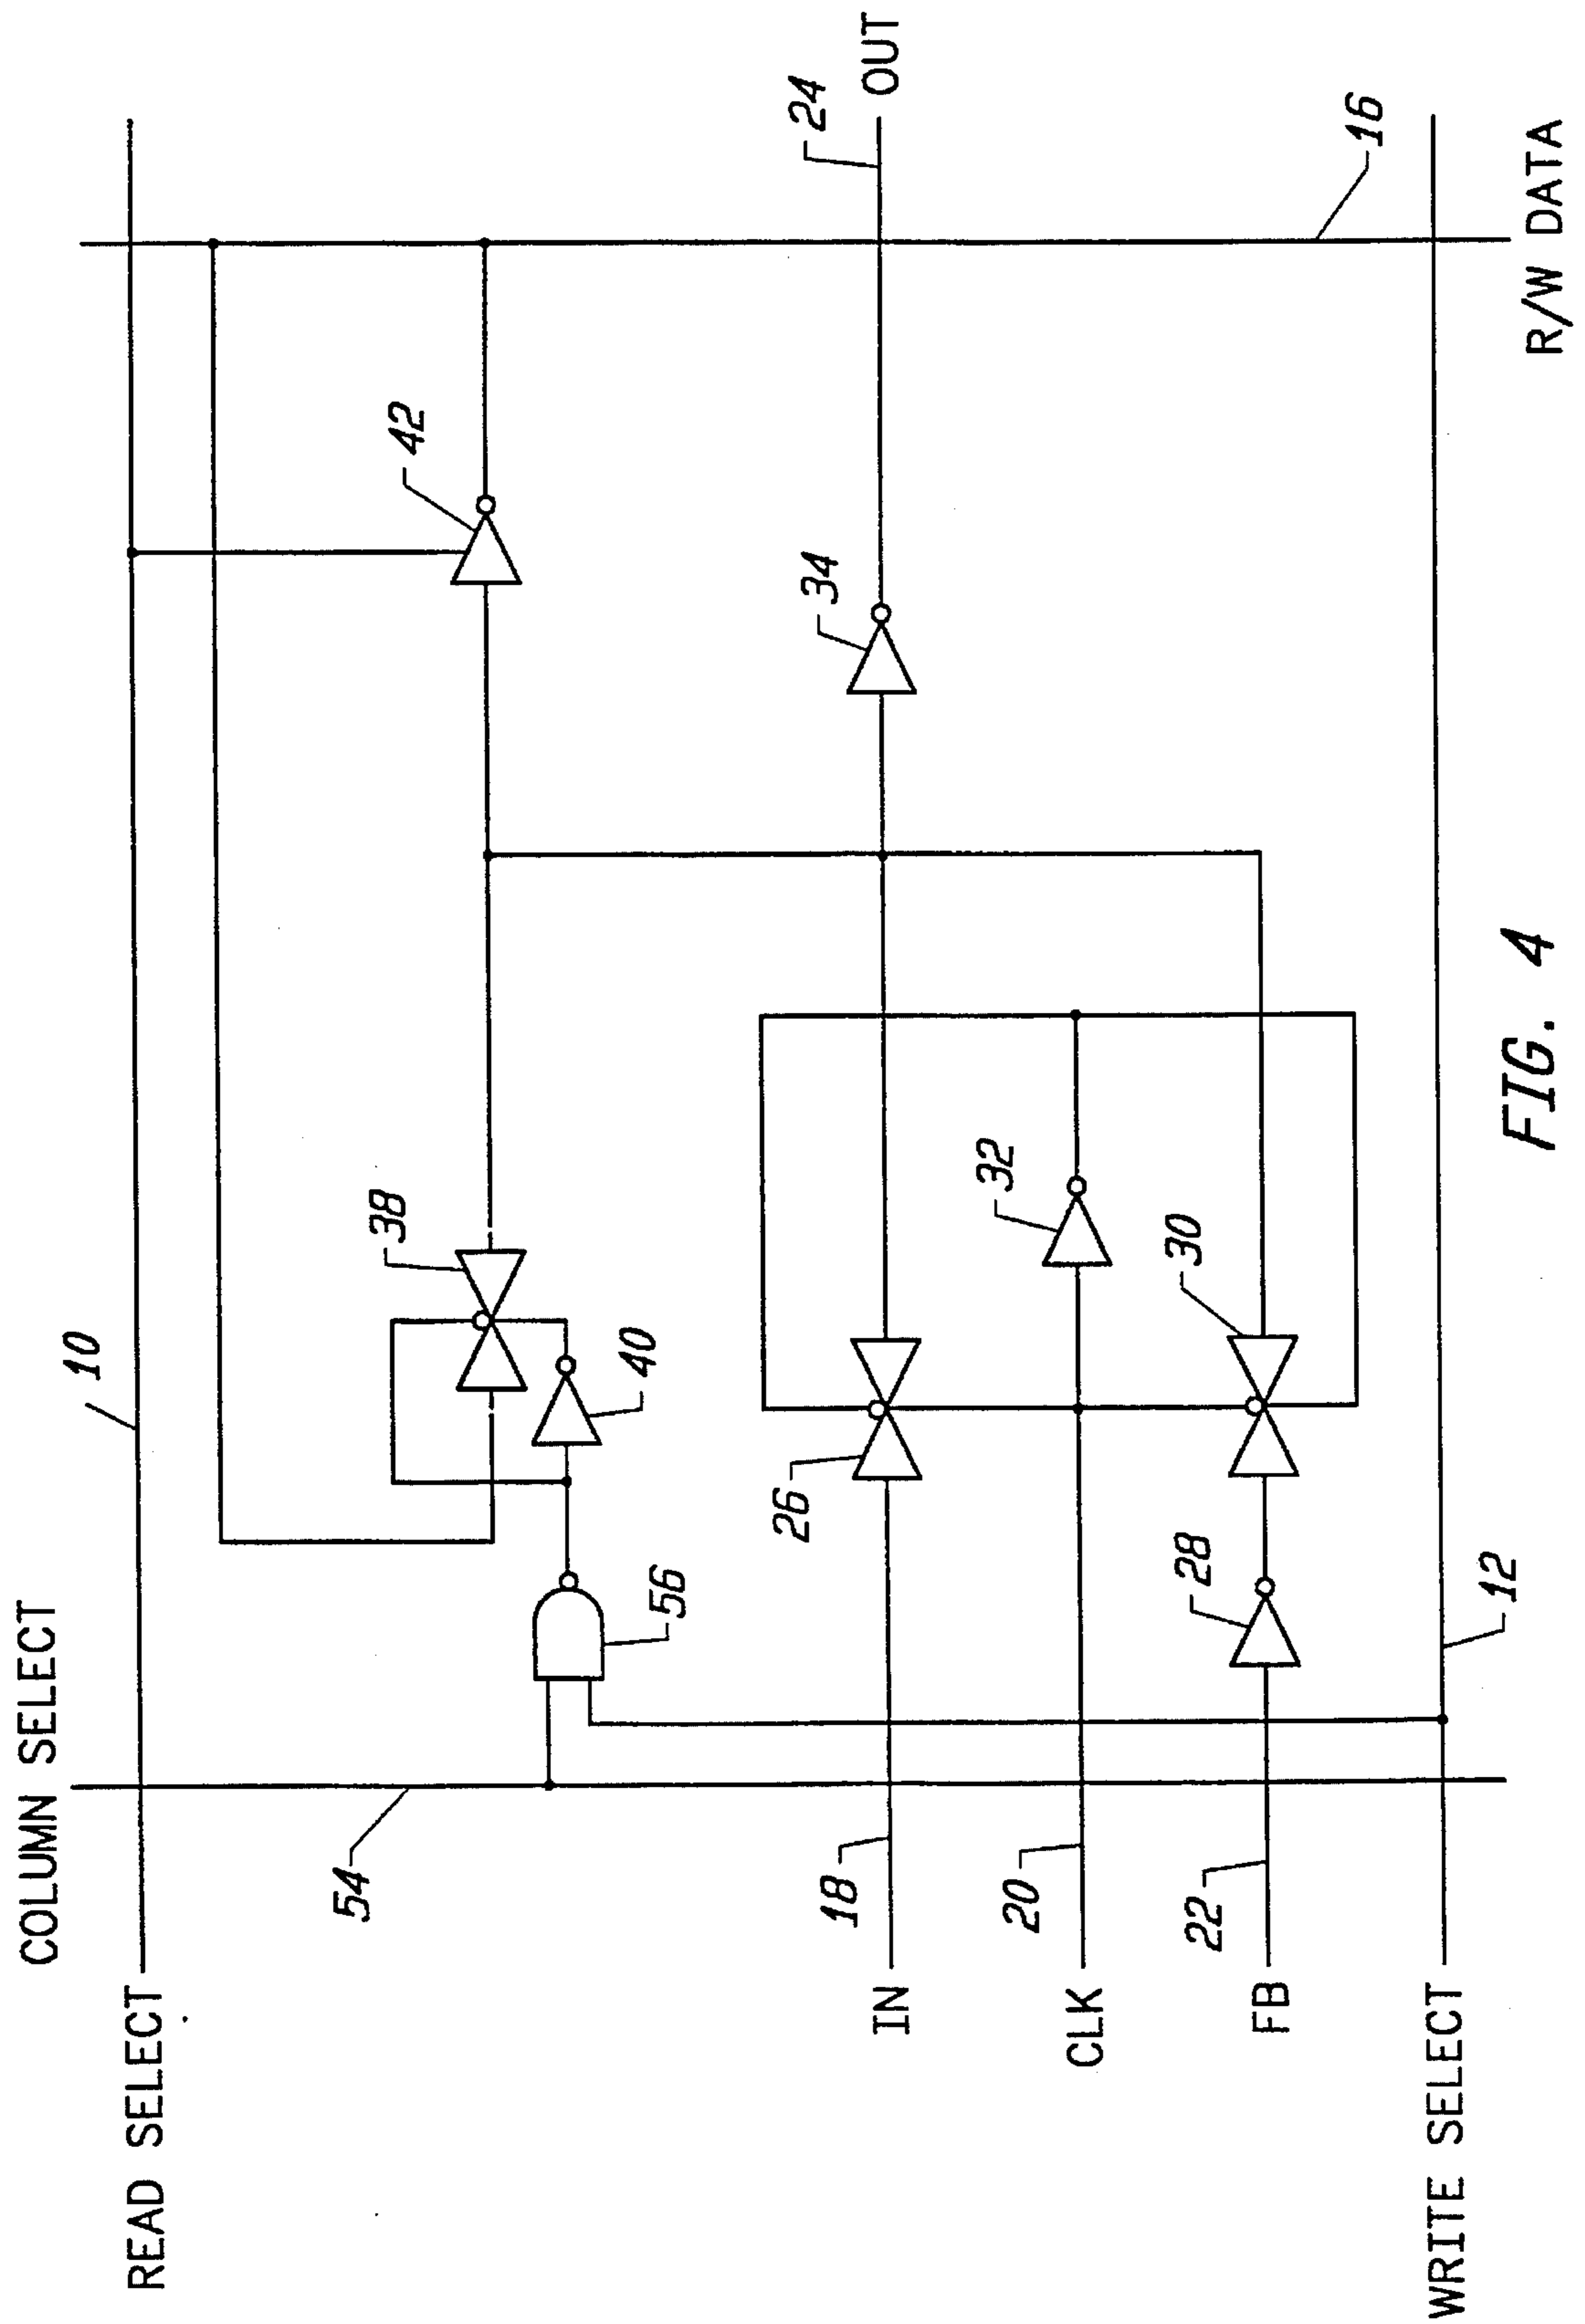 COLUMN SELECT
READ SELECT
10
54
38
40
56
42
IN
18
26
34
24
OUT
CLK
20
32
FB
22
28
30
WRITE SELECT
12
16
R/W DATA
FIG. 4